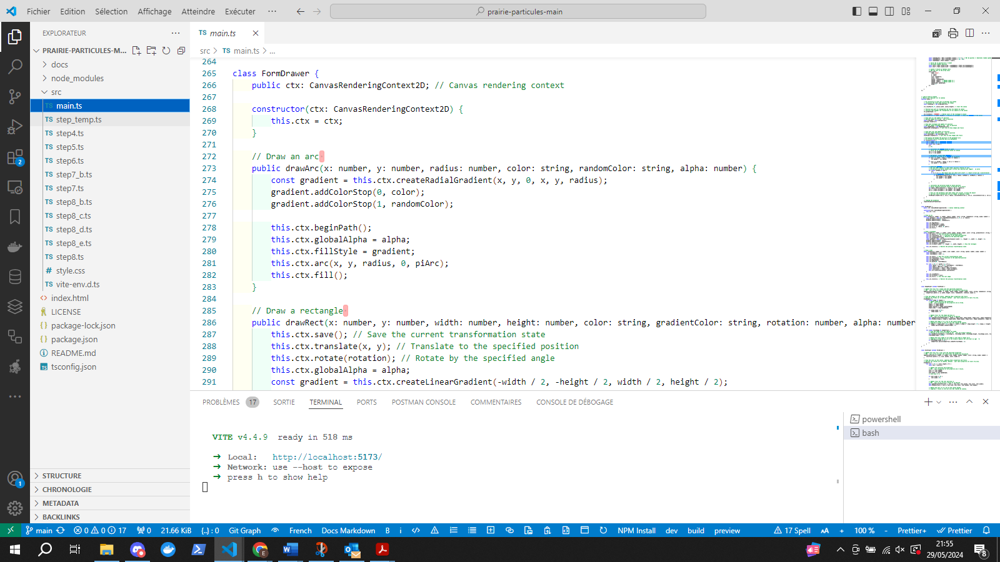 Fichier Edition Sélection Affichage Atteindre Exécuter ··· prairie-particules-main
EXPLORATEUR
PRAIRIE-PARTICULES-M...
docs
node_modules
src
TS main.ts
TS step_temp.ts
TS step4.ts
TS step5.ts
TS step6.ts
TS step7_b.ts
TS step7.ts
TS step8_b.ts
TS step8_c.ts
TS step8_d.ts
TS step8_e.ts
TS step8.ts
# style.css
TS vite-env.d.ts
index.html
LICENSE
package-lock.json
package.json
README.md
tsconfig.json
STRUCTURE
CHRONOLOGIE
METADATA
BACKLINKS
TS main.ts
src > TS main.ts > ...
264
265 class FormDrawer {
266 public ctx: CanvasRenderingContext2D; // Canvas rendering context
267
268 constructor(ctx: CanvasRenderingContext2D) {
269 this.ctx = ctx;
270 }
271
272 // Draw an arc
273 public drawArc(x: number, y: number, radius: number, color: string, randomColor: string, alpha: number) {
274 const gradient = this.ctx.createRadialGradient(x, y, 0, x, y, radius);
275 gradient.addColorStop(0, color);
276 gradient.addColorStop(1, randomColor);
277
278 this.ctx.beginPath();
279 this.ctx.globalAlpha = alpha;
280 this.ctx.fillStyle = gradient;
281 this.ctx.arc(x, y, radius, 0, piArc);
282 this.ctx.fill();
283 }
284
285 // Draw a rectangle
286 public drawRect(x: number, y: number, width: number, height: number, color: string, gradientColor: string, rotation: number, alpha: number
287 this.ctx.save(); // Save the current transformation state
288 this.ctx.translate(x, y); // Translate to the specified position
289 this.ctx.rotate(rotation); // Rotate by the specified angle
290 this.ctx.globalAlpha = alpha;
291 const gradient = this.ctx.createLinearGradient(-width / 2, -height / 2, width / 2, height / 2);
PROBLÈMES 17 SORTIE TERMINAL PORTS POSTMAN CONSOLE COMMENTAIRES CONSOLE DE DÉBOGAGE
VITE v4.4.9 ready in 518 ms
➜ Local: http://localhost:5173/
➜ Network: use --host to expose
➜ press h to show help
powershell
bash
2
1
main 0 0 17 0 21.66 KiB {..} : 0 Git Graph French Docs Markdown B i NPM Install dev build preview 17 Spell AA + 100 % - Prettier+ Prettier
21:55
29/05/2024
8